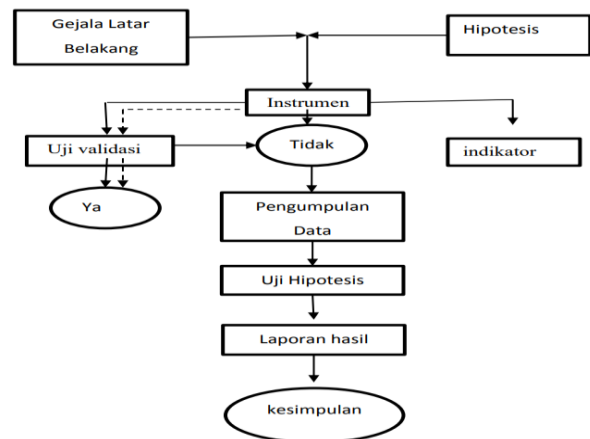 Gejala Latar
Belakang
Hipotesis
Instrumen
Uji validasi
Tidak
indikator
Ya
Pengumpulan
Data
Uji Hipotesis
Laporan hasil
kesimpulan